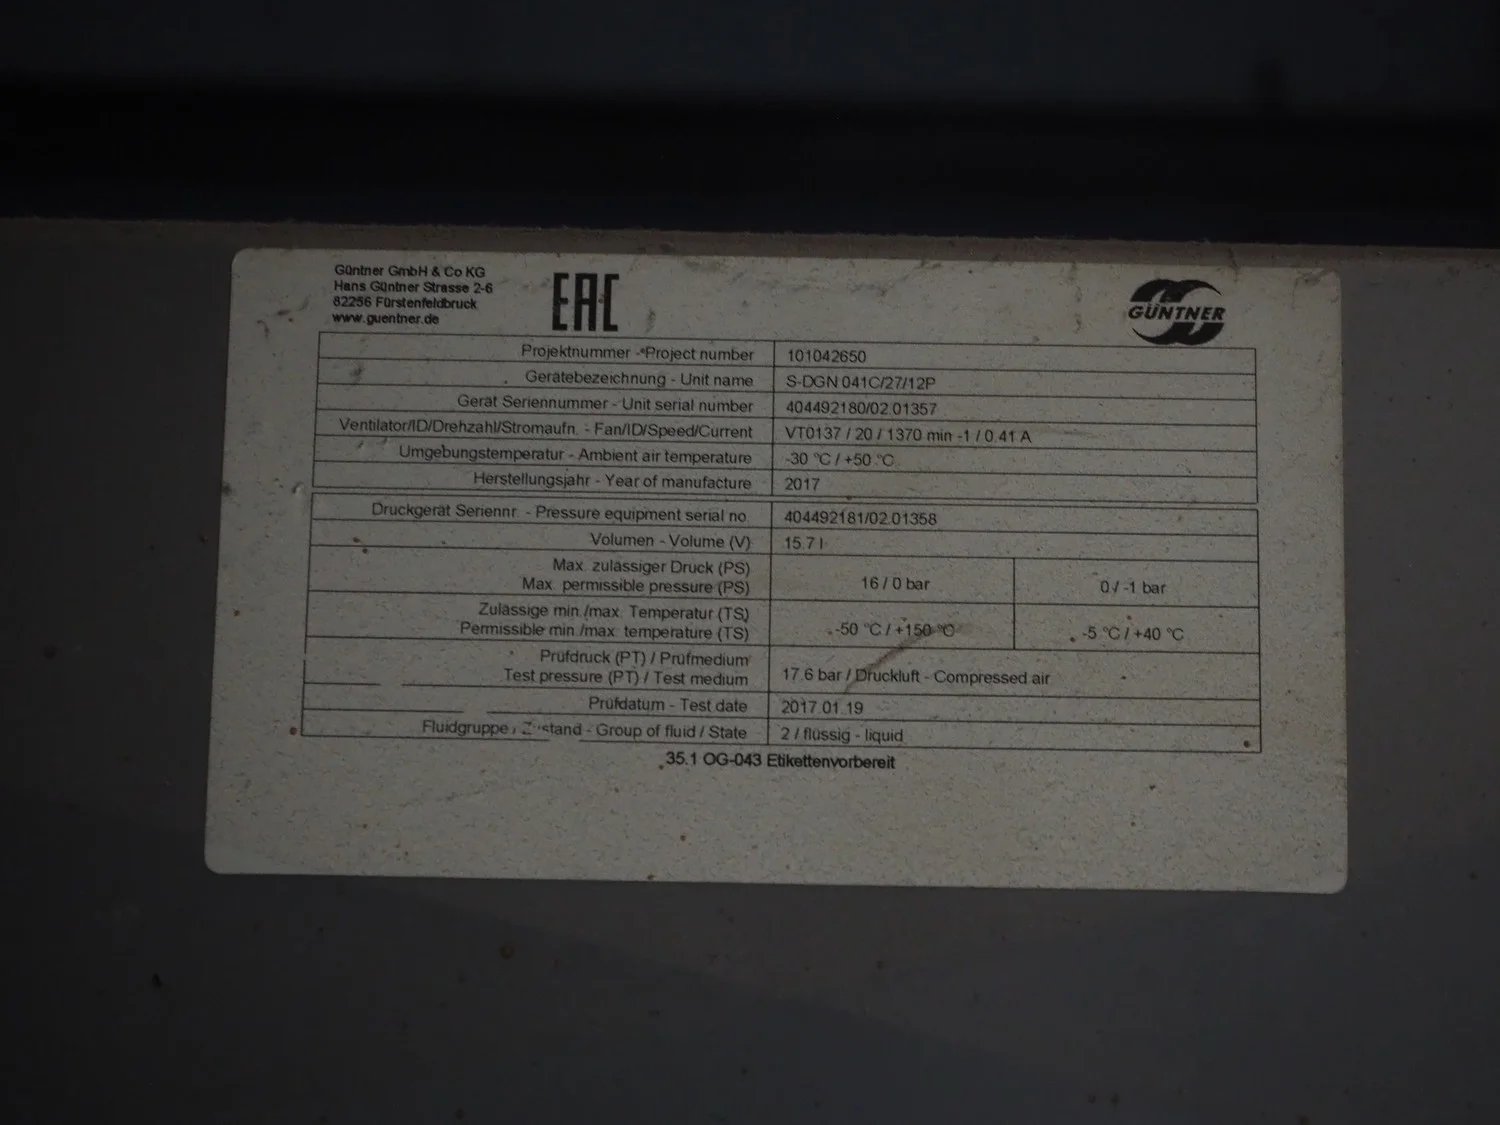 Güntner GmbH & Co KG
Hans Güntner Strasse 2-6
82256 Fürstenfeldbruck
www.guentner.de
EAC
GÜNTNER
Projektnummer - Project number 101042650
Gerätebezeichnung - Unit name S-DGN 041C/27/12P
Gerät Seriennummer - Unit serial number 404492180/02.01357
Ventilator/ID/Drehzahl/Stromaufn. - Fan/ID/Speed/Current VT0137 / 20 / 1370 min -1 / 0.41 A
Umgebungstemperatur - Ambient air temperature -30 °C / +50 °C
Herstellungsjahr - Year of manufacture 2017
Druckgerät Seriennr. - Pressure equipment serial no. 404492181/02.01358
Volumen - Volume (V) 15.7 l
Max. zulässiger Druck (PS)
Max. permissible pressure (PS) 16 / 0 bar 0 / -1 bar
Zulässige min./max. Temperatur (TS)
Permissible min./max. temperature (TS) -50 °C / +150 °C -5 °C / +40 °C
Prüfdruck (PT) / Prüfmedium
Test pressure (PT) / Test medium 17.6 bar / Druckluft - Compressed air
Prüfdatum - Test date 2017.01.19
Fluidgruppe / - Group of fluid / State 2 / flüssig - liquid
35.1 OG-043 Etikettenvorbereit